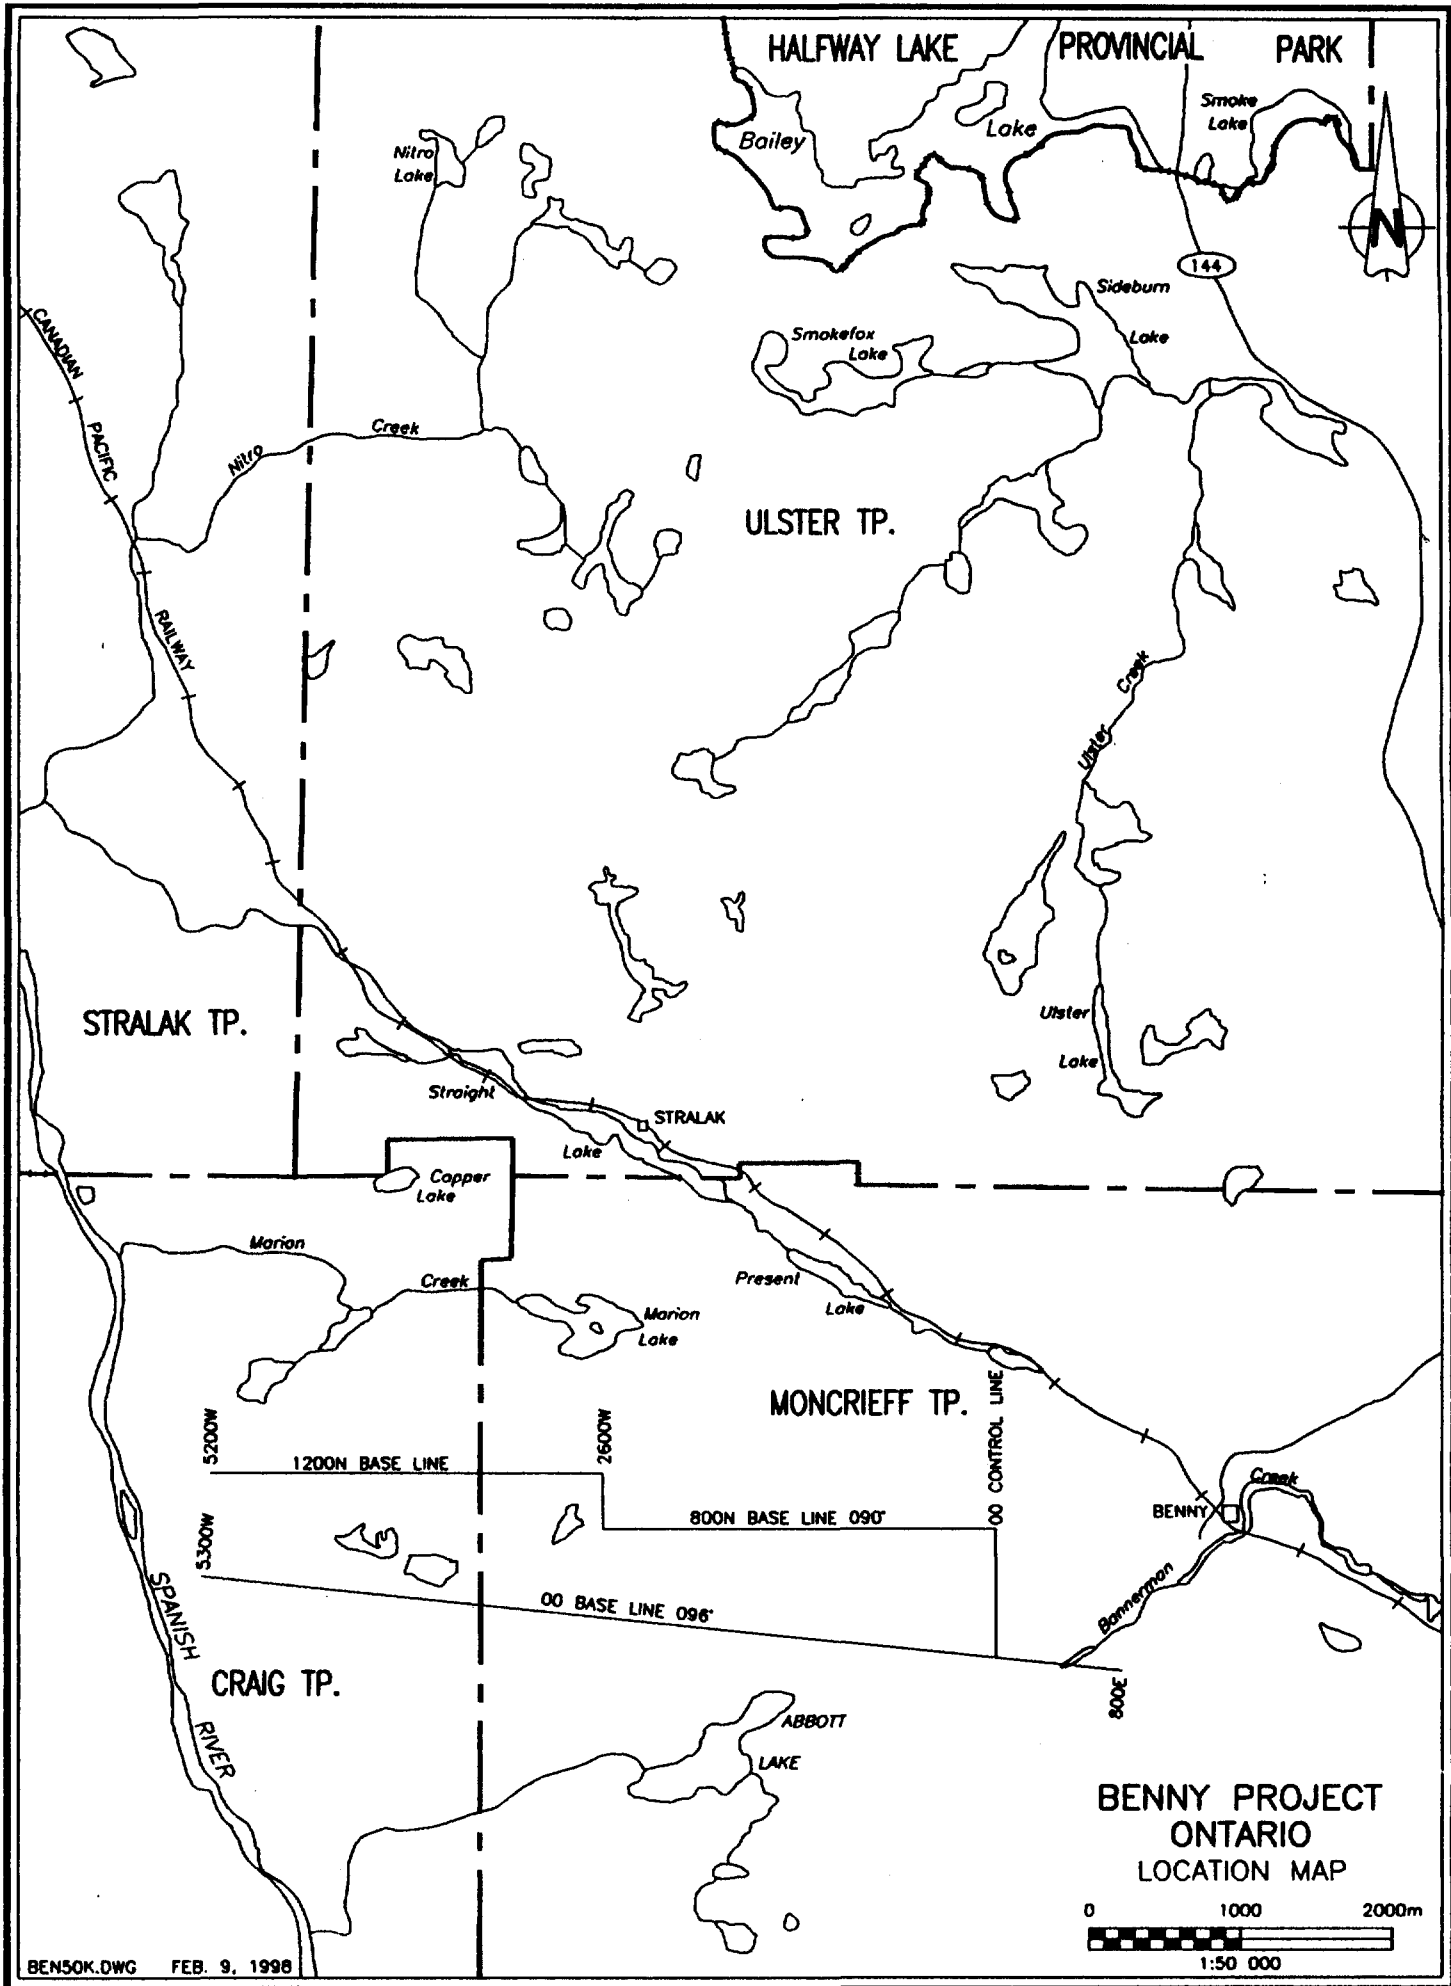 HALFWAY LAKE PROVINCIAL PARK
Smoke
Lake
Bailey
Lake
Nitro
Lake
N
144
Sideburn
Lake
Smokefox
Lake
CANADIAN
PACIFIC
RAILWAY
Nitro
Creek
ULSTER TP.
Ulster
Creek
STRALAK TP.
Ulster
Lake
Straight
Lake
STRALAK
Copper
Lake
Marion
Creek
Marion
Lake
Present
Lake
MONCRIEFF TP.
5200W
1200N BASE LINE
2600W
00 CONTROL LINE
800N BASE LINE 090°
BENNY
Creek
Bannerman
5300W
00 BASE LINE 096°
800E
SPANISH
RIVER
CRAIG TP.
ABBOTT
LAKE
BENNY PROJECT
ONTARIO
LOCATION MAP
0 1000 2000m
1:50 000
BEN50K.DWG FEB. 9, 1998